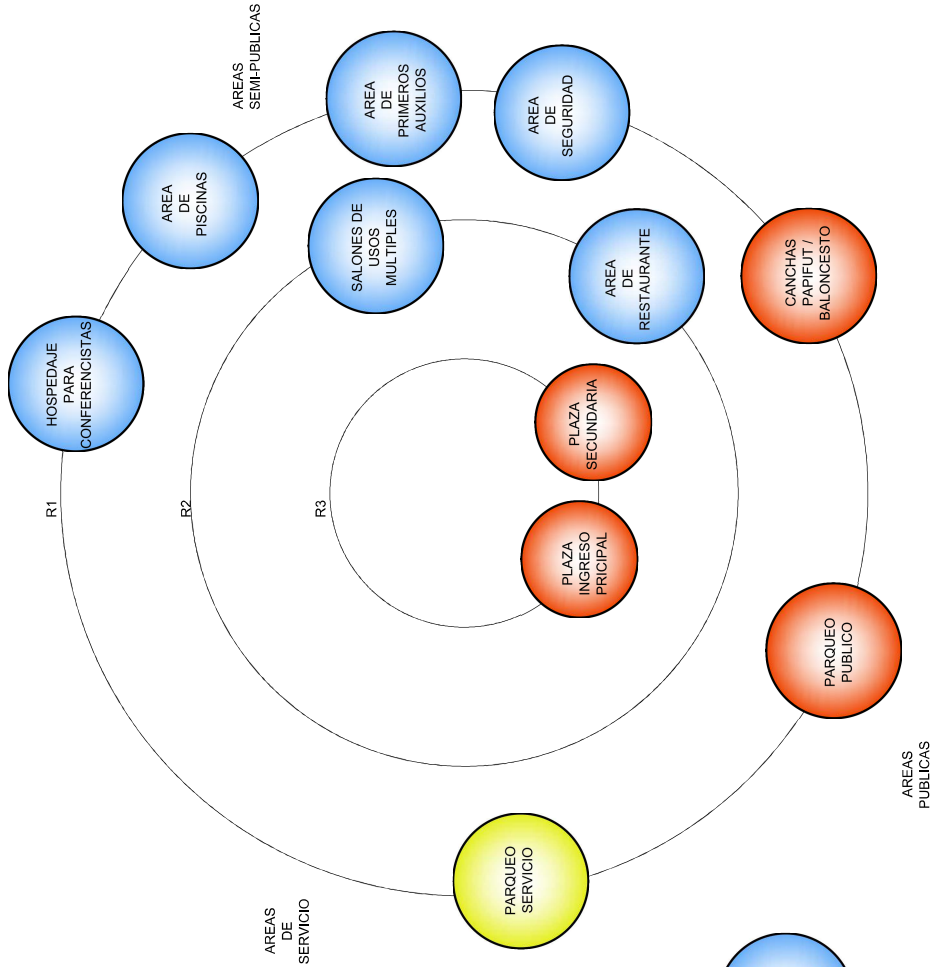 AREAS
SEMI-PUBLICAS
AREA
DE
PRIMEROS
AUXILIOS
AREA
DE
SEGURIDAD
AREA
DE
PISCINAS
SALONES DE
USOS
MULTIPLES
HOSPEDAJE
PARA
CONFERENCISTAS
AREA
DE
RESTAURANTE
CANCHAS
PAPIFUT /
BALONCESTO
PLAZA
SECUNDARIA
R1
R2
R3
PLAZA
INGRESO
PRICIPAL
PARQUEO
PUBLICO
AREAS
PUBLICAS
PARQUEO
SERVICIO
AREAS
DE
SERVICIO